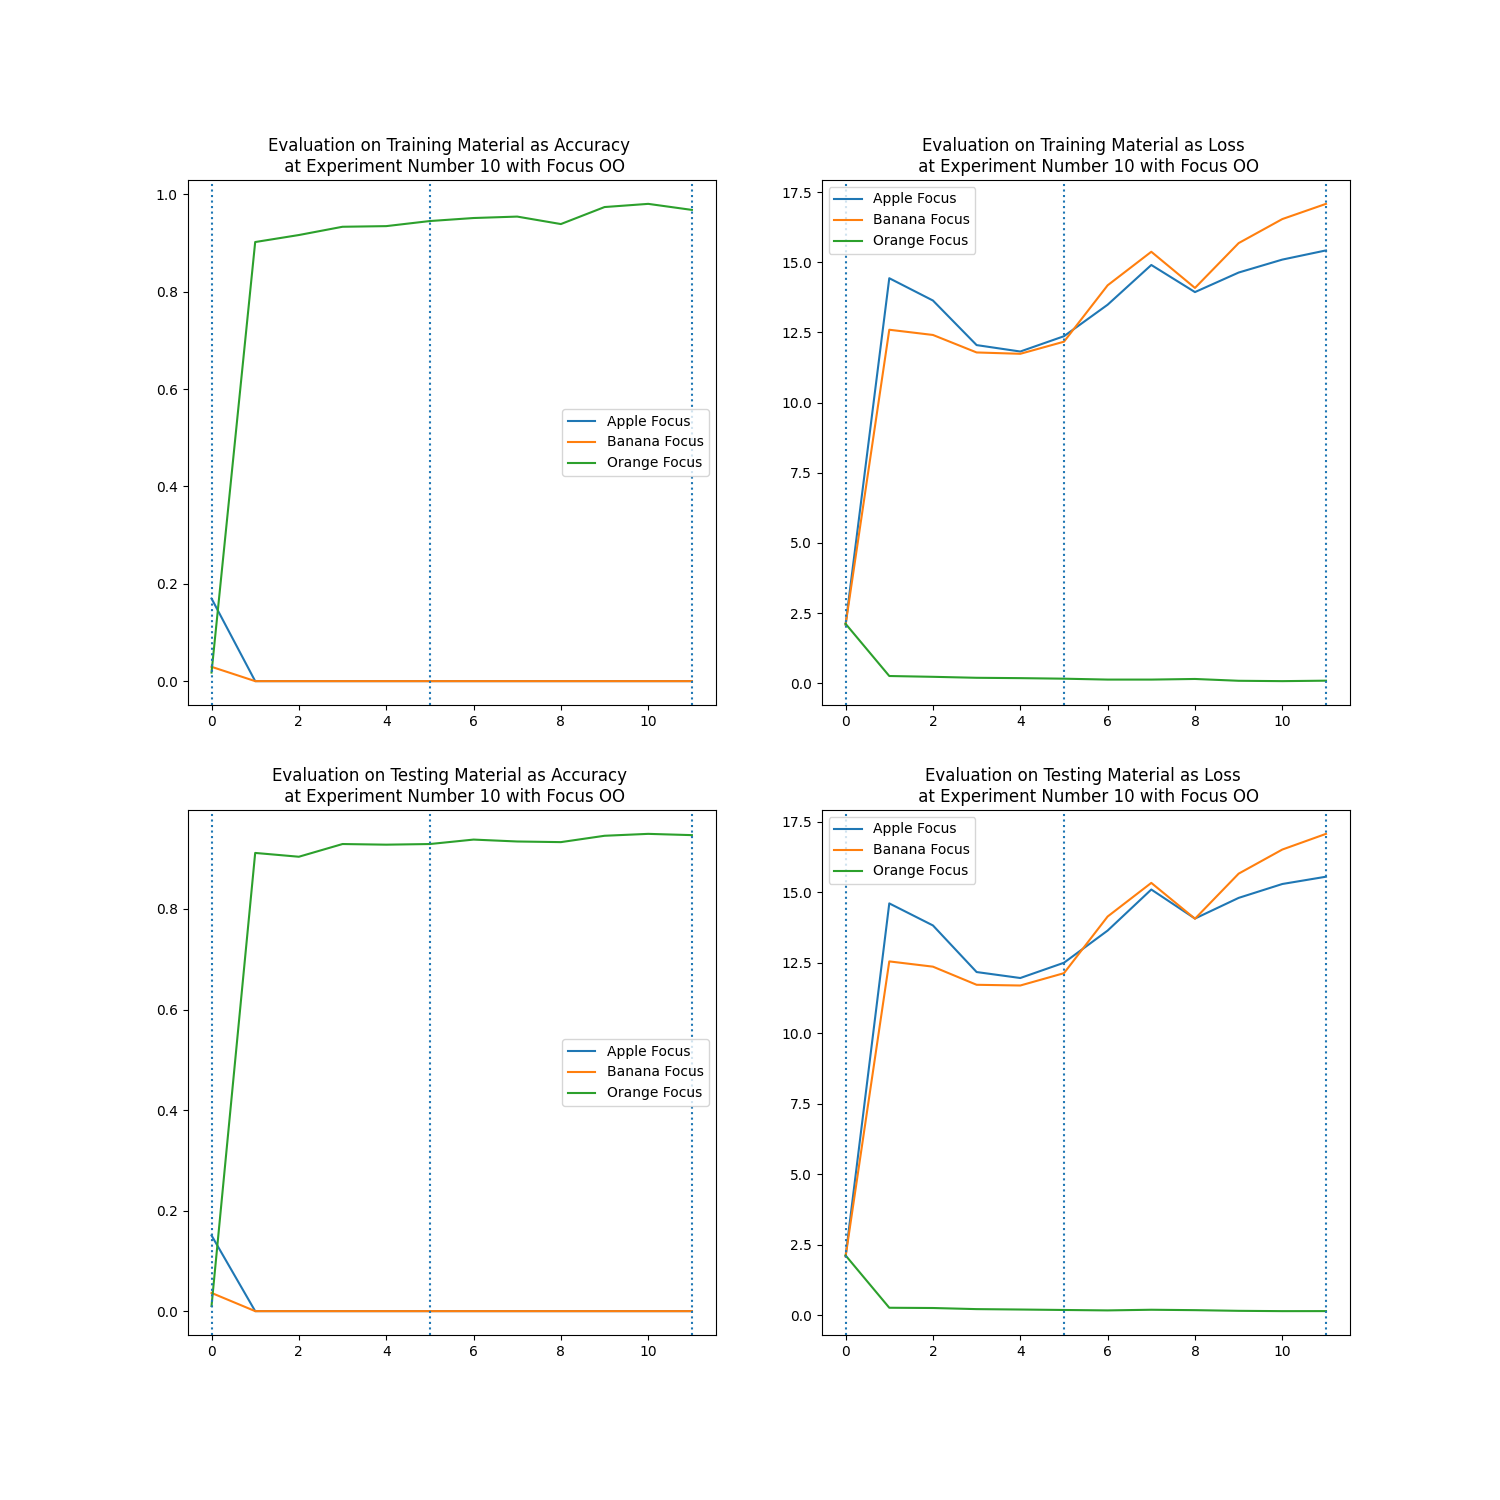 Evaluation on Training Material as Accuracy
at Experiment Number 10 with Focus OO
1.0
0.8
0.6
0.4
0.2
0.0
Apple Focus
Banana Focus
Orange Focus
0 2 4 6 8 10
Evaluation on Training Material as Loss
at Experiment Number 10 with Focus OO
17.5
15.0
12.5
10.0
7.5
5.0
2.5
0.0
Apple Focus
Banana Focus
Orange Focus
0 2 4 6 8 10
Evaluation on Testing Material as Accuracy
at Experiment Number 10 with Focus OO
0.8
0.6
0.4
0.2
0.0
Apple Focus
Banana Focus
Orange Focus
0 2 4 6 8 10
Evaluation on Testing Material as Loss
at Experiment Number 10 with Focus OO
17.5
15.0
12.5
10.0
7.5
5.0
2.5
0.0
Apple Focus
Banana Focus
Orange Focus
0 2 4 6 8 10